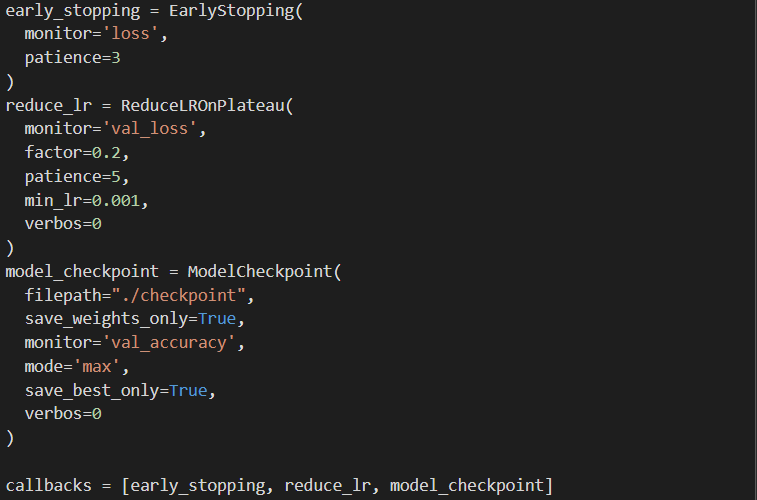 early_stopping = EarlyStopping(
  monitor='loss',
  patience=3
)
reduce_lr = ReduceLROnPlateau(
  monitor='val_loss',
  factor=0.2,
  patience=5,
  min_lr=0.001,
  verbos=0
)
model_checkpoint = ModelCheckpoint(
  filepath="./checkpoint",
  save_weights_only=True,
  monitor='val_accuracy',
  mode='max',
  save_best_only=True,
  verbos=0
)
callbacks = [early_stopping, reduce_lr, model_checkpoint]